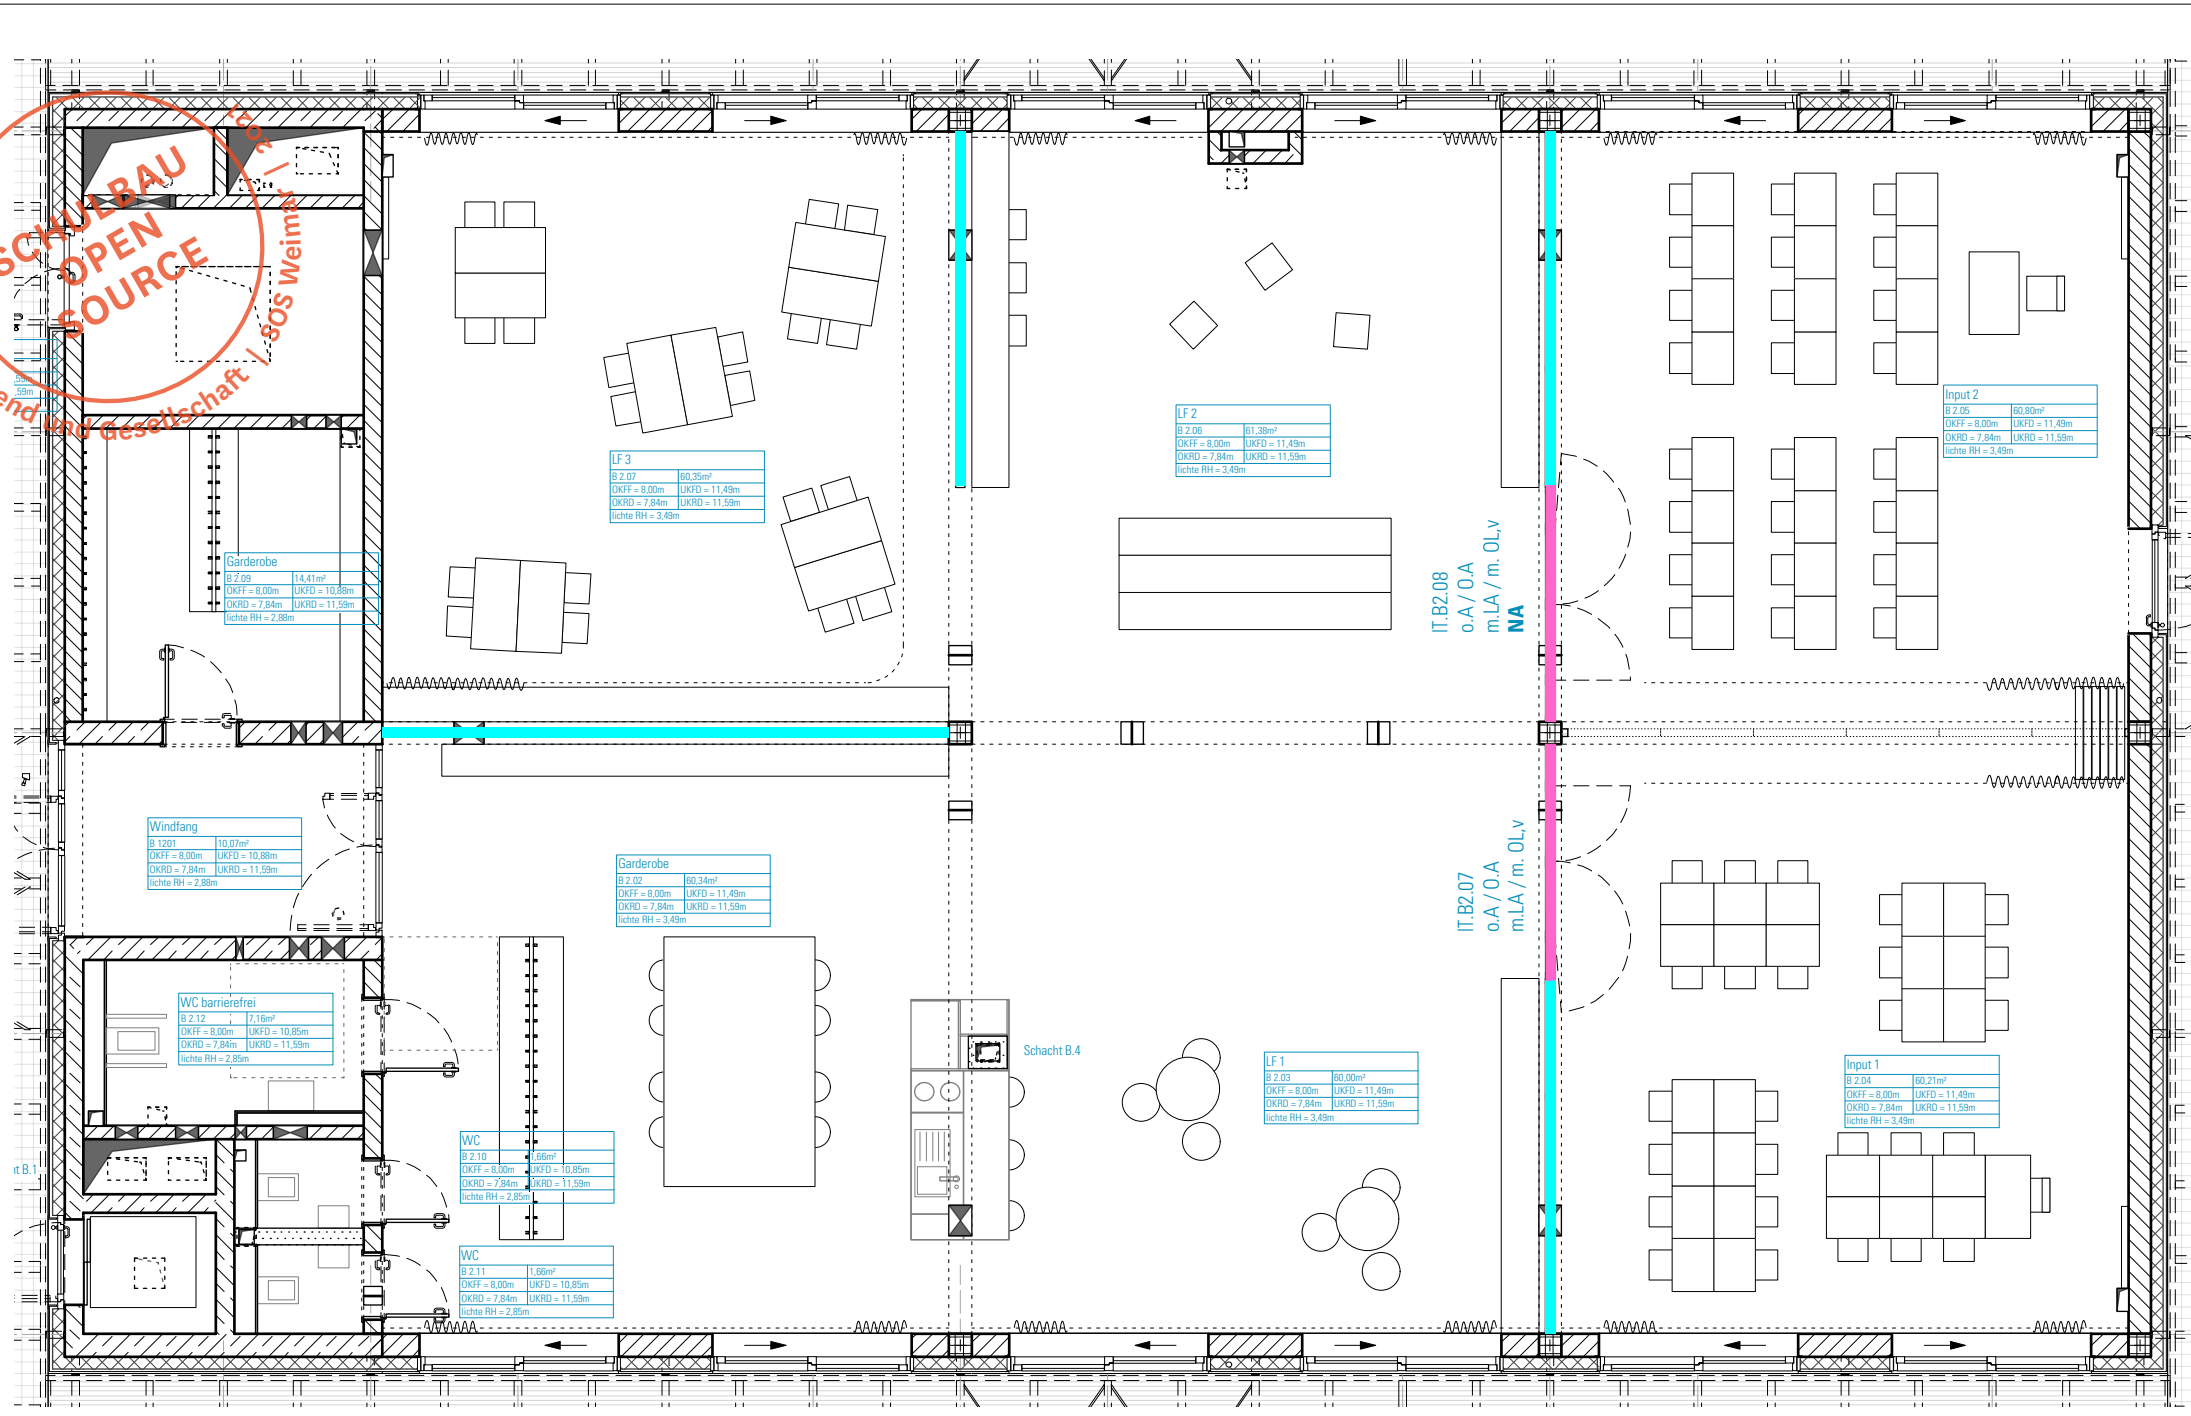 SCHULBAU
OPEN
SOURCE
end und Gesellschaft | SOS Weimar | 2021
,59m
Garderobe
B 2.09 14,41m²
OKFF = 8,00m UKFD = 10,88m
OKRD = 7,84m UKRD = 11,59m
lichte RH = 2,88m
LF 3
B 2.07 60,35m²
OKFF = 8,00m UKFD = 11,49m
OKRD = 7,84m UKRD = 11,59m
lichte RH = 3,49m
LF 2
B 2.06 61,38m²
OKFF = 8,00m UKFD = 11,49m
OKRD = 7,84m UKRD = 11,59m
lichte RH = 3,49m
Input 2
B 2.05 60,80m²
OKFF = 8,00m UKFD = 11,49m
OKRD = 7,84m UKRD = 11,59m
lichte RH = 3,49m
IT.B2.08
o.A / O.A
m.LA / m. OL,v
NA
Windfang
B 1201 10,07m²
OKFF = 8,00m UKFD = 10,88m
OKRD = 7,84m UKRD = 11,59m
lichte RH = 2,88m
Garderobe
B 2.02 60,34m²
OKFF = 8,00m UKFD = 11,49m
OKRD = 7,84m UKRD = 11,59m
lichte RH = 3,49m
IT.B2.07
o.A / O.A
m.LA / m. OL,v
WC barrierefrei
B 2.12 7,16m²
OKFF = 8,00m UKFD = 10,85m
OKRD = 7,84m UKRD = 11,59m
lichte RH = 2,85m
Schacht B.4
LF 1
B 2.03 60,00m²
OKFF = 8,00m UKFD = 11,49m
OKRD = 7,84m UKRD = 11,59m
lichte RH = 3,49m
Input 1
B 2.04 60,21m²
OKFF = 8,00m UKFD = 11,49m
OKRD = 7,84m UKRD = 11,59m
lichte RH = 3,49m
WC
B 2.10 1,66m²
OKFF = 8,00m UKFD = 10,85m
OKRD = 7,84m UKRD = 11,59m
lichte RH = 2,85m
ht B.1
WC
B 2.11 1,66m²
OKFF = 8,00m UKFD = 10,85m
OKRD = 7,84m UKRD = 11,59m
lichte RH = 2,85m